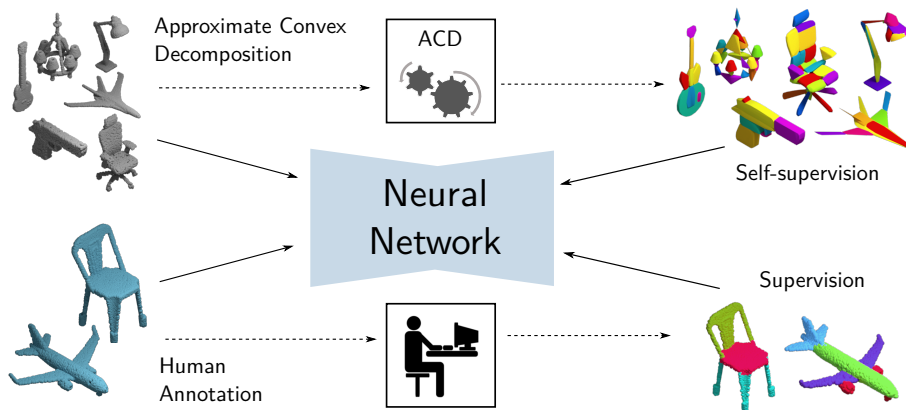 Approximate Convex
Decomposition
ACD
Self-supervision
Neural
Network
Supervision
Human
Annotation